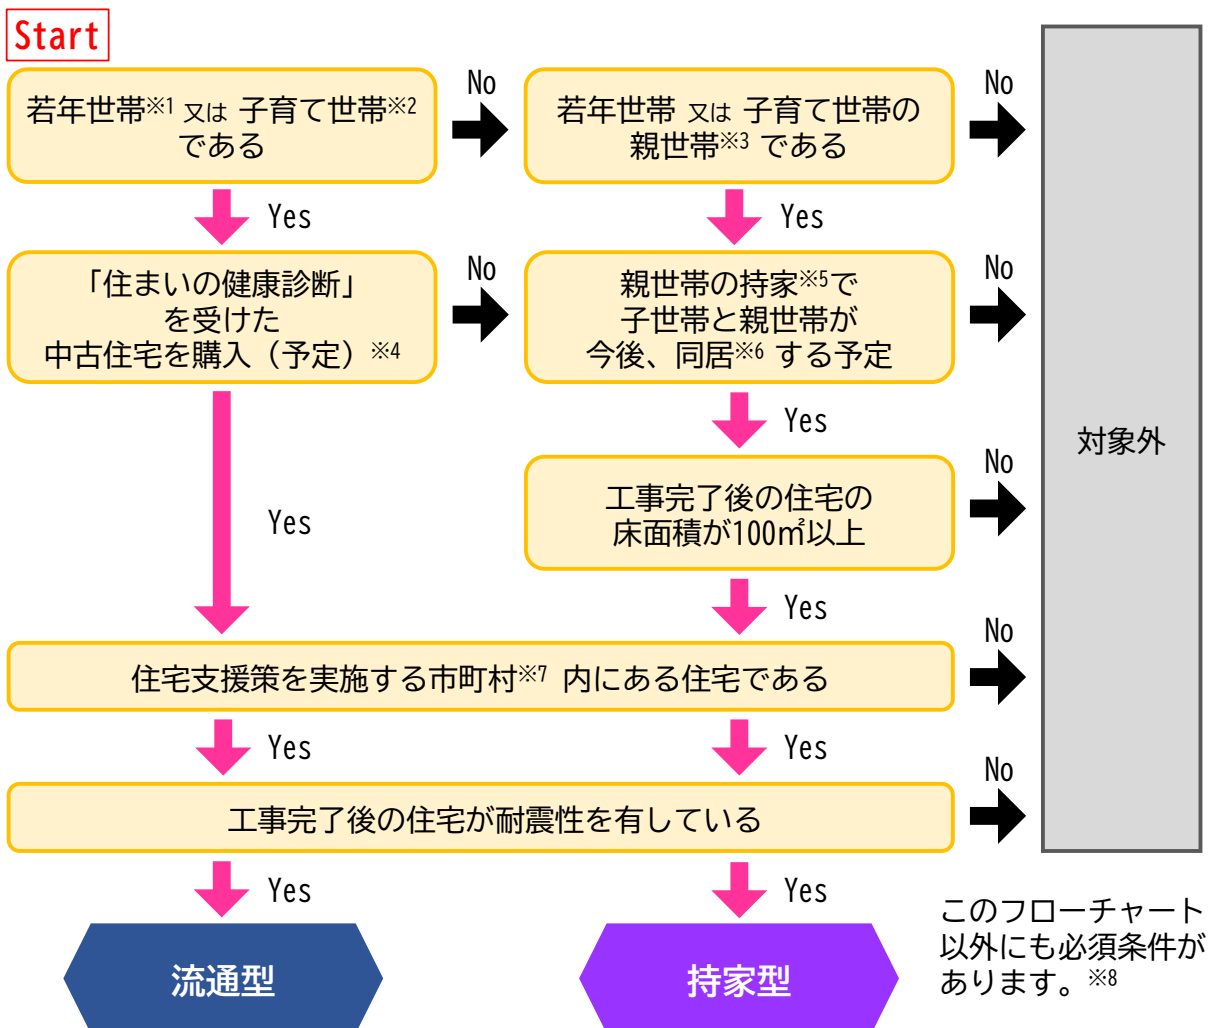 Start
若年世帯※1 又は 子育て世帯※2
である
No
若年世帯 又は 子育て世帯の
親世帯※3 である
No
Yes
Yes
「住まいの健康診断」
を受けた
中古住宅を購入（予定）※4
No
親世帯の持家※5で
子世帯と親世帯が
今後、同居※6 する予定
No
対象外
Yes
Yes
工事完了後の住宅の
床面積が100㎡以上
No
Yes
住宅支援策を実施する市町村※7 内にある住宅である
No
Yes
Yes
工事完了後の住宅が耐震性を有している
No
Yes
Yes
流通型
持家型
このフローチャート
以外にも必須条件が
あります。※8